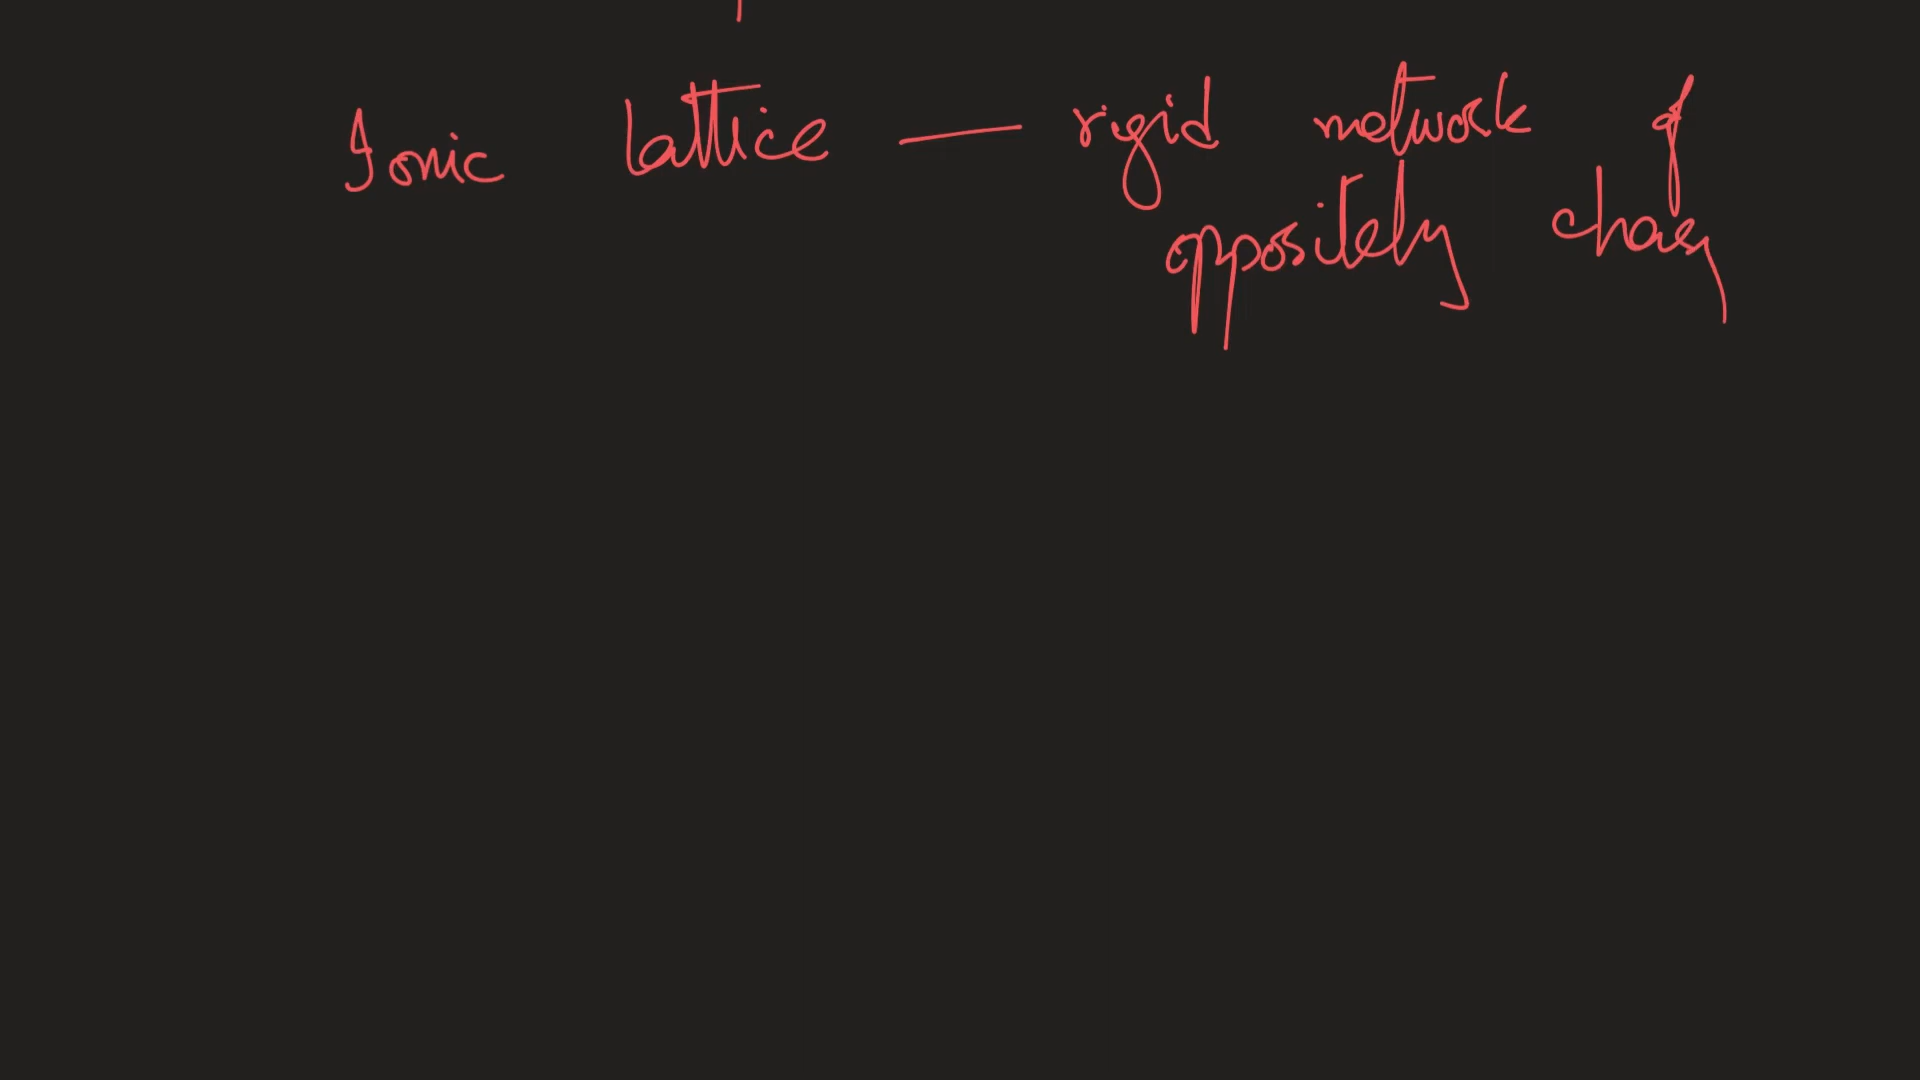 Ionic lattice — rigid network of
oppositely